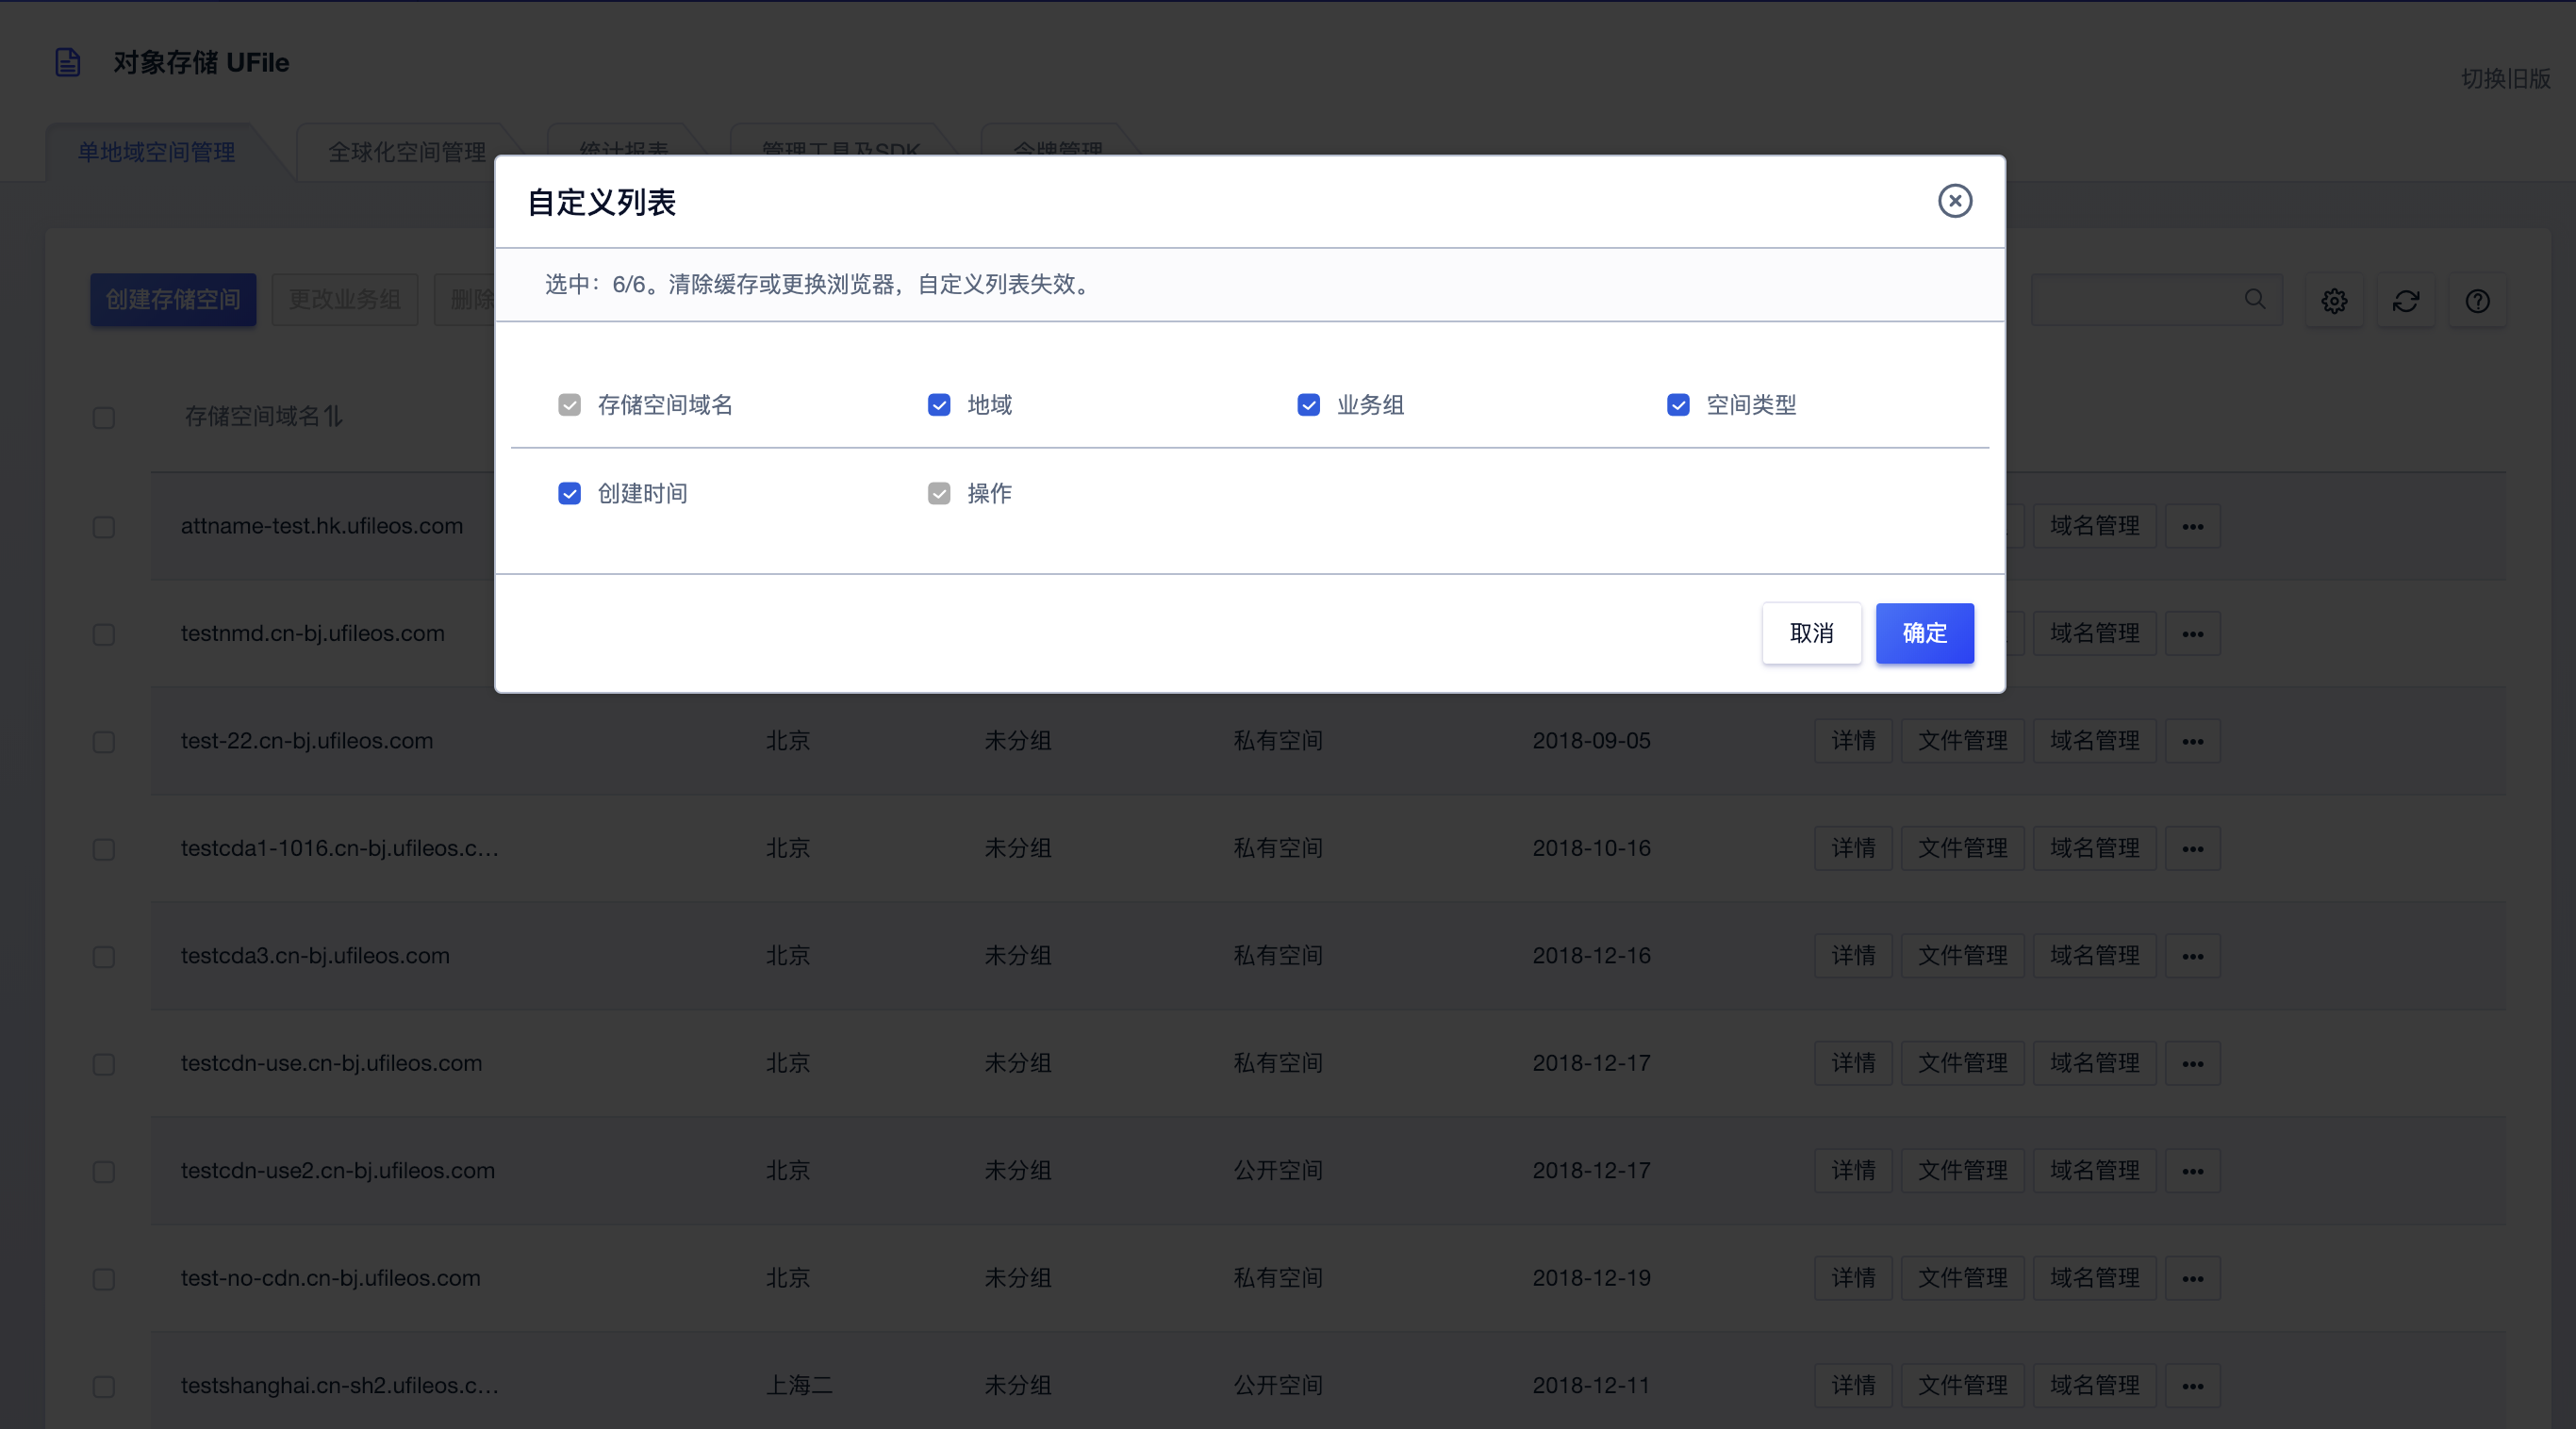 对象存储 UFile
切换旧版
单地域空间管理 全球化空间管理 统计报表 管理工具及SDK 令牌管理
自定义列表
选中：6/6。清除缓存或更换浏览器，自定义列表失效。
创建存储空间 更改业务组 删除
存储空间域名 地域 业务组 空间类型
创建时间 操作
取消 确定
存储空间域名
attname-test.hk.ufileos.com 域名管理
testnmd.cn-bj.ufileos.com 域名管理
test-22.cn-bj.ufileos.com 北京 未分组 私有空间 2018-09-05 详情 文件管理 域名管理
testcda1-1016.cn-bj.ufileos.c... 北京 未分组 私有空间 2018-10-16 详情 文件管理 域名管理
testcda3.cn-bj.ufileos.com 北京 未分组 私有空间 2018-12-16 详情 文件管理 域名管理
testcdn-use.cn-bj.ufileos.com 北京 未分组 私有空间 2018-12-17 详情 文件管理 域名管理
testcdn-use2.cn-bj.ufileos.com 北京 未分组 公开空间 2018-12-17 详情 文件管理 域名管理
test-no-cdn.cn-bj.ufileos.com 北京 未分组 私有空间 2018-12-19 详情 文件管理 域名管理
testshanghai.cn-sh2.ufileos.c... 上海二 未分组 公开空间 2018-12-11 详情 文件管理 域名管理